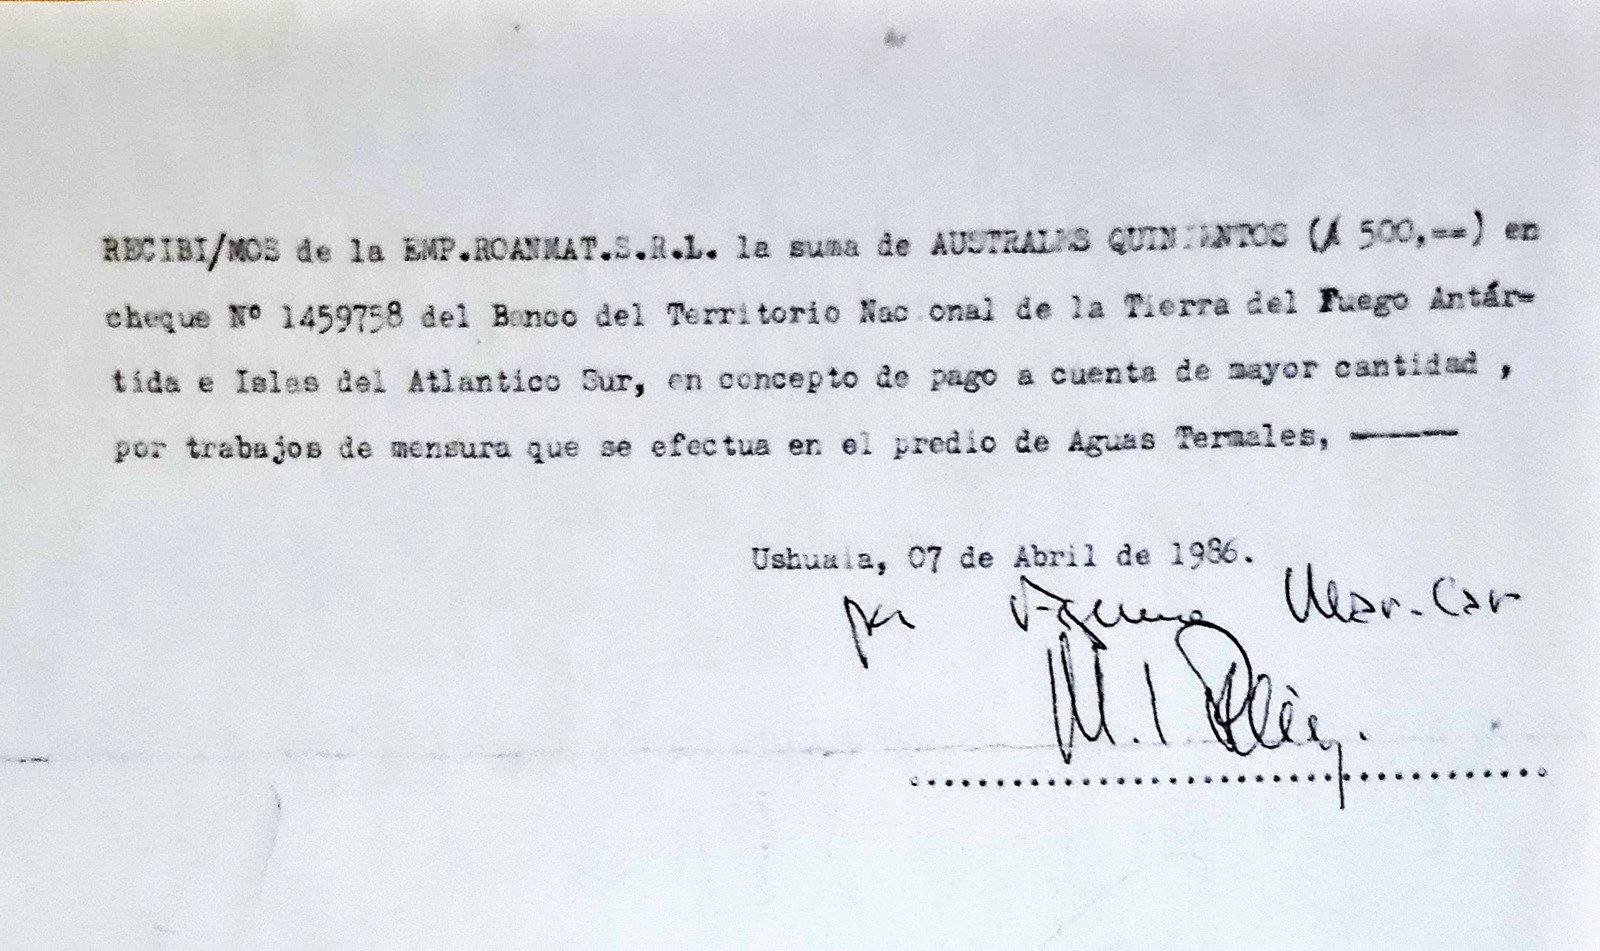 RECIBI/MOS de la EMP.ROANMAT.S.R.L. la suma de AUSTRALES QUINIENTOS (A 500,==) en
cheque Nº 1459758 del Banco del Territorio Nacional de la Tierra del Fuego Antár=
tida e Islas del Atlantico Sur, en concepto de pago a cuenta de mayor cantidad ,
por trabajos de mensura que se efectua en el predio de Aguas Termales, ———
Ushuaia, 07 de Abril de 1986.